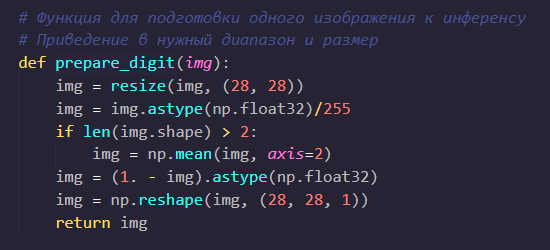 # Функция для подготовки одного изображения к инференсу
# Приведение в нужный диапазон и размер
def prepare_digit(img):
    img = resize(img, (28, 28))
    img = img.astype(np.float32)/255
    if len(img.shape) > 2:
        img = np.mean(img, axis=2)
    img = (1. - img).astype(np.float32)
    img = np.reshape(img, (28, 28, 1))
    return img